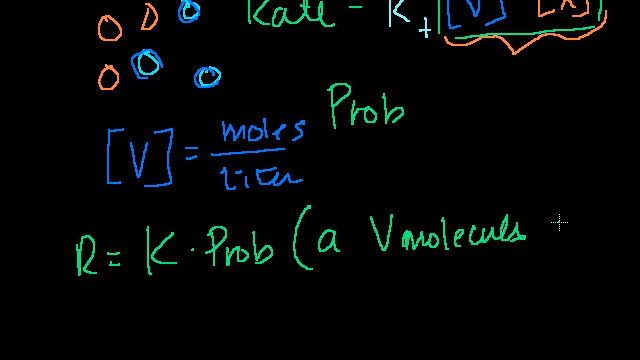 Rate = K+ [V] [X]
Prob
[V] = moles / liter
R = K · Prob ( a V molecule